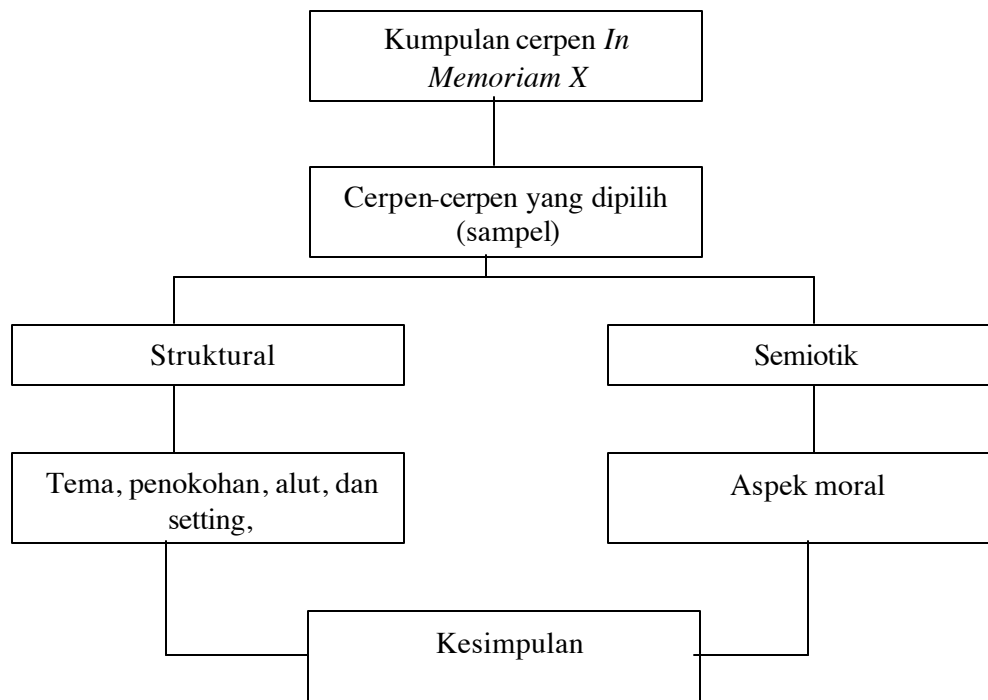 Kumpulan cerpen In
Memoriam X
Cerpen-cerpen yang dipilih
(sampel)
Struktural
Semiotik
Tema, penokohan, alut, dan
setting,
Aspek moral
Kesimpulan